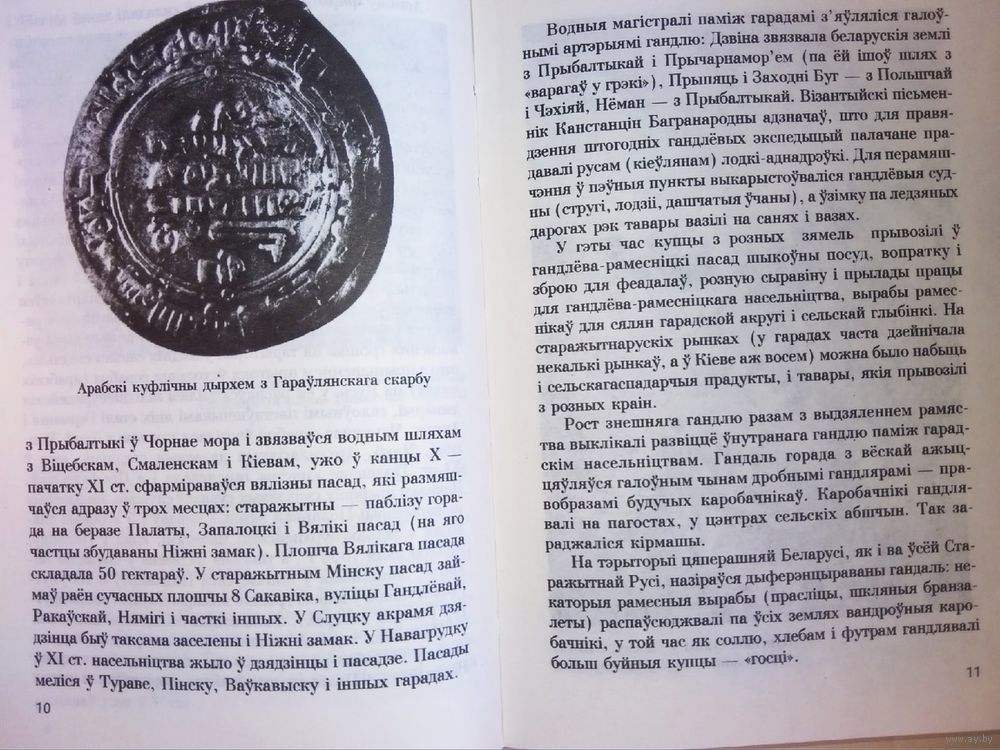 Арабскі куфлічны дырхем з Гараўлянскага скарбу
з Прыбалтыкі ў Чорнае мора і звязваўся водным шляхам
з Віцебскам, Смаленскам і Кіевам, ужо ў канцы X —
пачатку XI ст. сфарміраваўся вялізны пасад, які размяш-
чаўся адразу ў трох месцах: старажытны — паблізу гора-
да на беразе Палаты, Запалоцкі і Вялікі пасад (на яго
частцы збудаваны Ніжні замак). Плошча Вялікага пасада
складала 50 гектараў. У старажытным Мінску пасад зай-
маў раён сучасных плошчы 8 Сакавіка, вуліцы Гандлёвай,
Ракаўскай, Нямігі і часткі іншых. У Слуцку акрамя дзя-
дзінца быў таксама заселены і Ніжні замак. У Навагрудку
ў XI ст. насельніцтва жыло ў дзядзінцы і пасадзе. Пасады
меліся ў Тураве, Пінску, Ваўкавыску і іншых гарадах.
10
Водныя магістралі паміж гарадамі з’яўляліся галоў-
нымі артэрыямі гандлю: Дзвіна звязвала беларускія землі
з Прыбалтыкай і Прычарнамор’ем (па ёй ішоў шлях з
«варагаў у грэкі»), Прыпяць і Заходні Буг — з Польшчай
і Чэхіяй, Нёман — з Прыбалтыкай. Візантыйскі пісьмен-
нік Канстанцін Багранародны адзначаў, што для правя-
дзення штогодніх гандлёвых экспедыцый палачане пра-
давалі русам (кіеўлянам) лодкі-аднадрэўкі. Для перамяш-
чэння ў пэўныя пункты выкарыстоўваліся гандлёвыя суд-
ны (стругі, лодзіі, дашчатыя ўчаны), а ўзімку па ледзяных
дарогах рэк тавары вазілі на санях і вазах.
У гэты час купцы з розных зямель прывозілі ў
гандлёва-рамесніцкі пасад шыкоўны посуд, вопратку і
зброю для феадалаў, розную сыравіну і прылады працы
для гандлёва-рамесніцкага насельніцтва, вырабы рамес-
нікаў для сялян гарадской акругі і сельскай глыбінкі. На
старажытнарускіх рынках (у гарадах часта дзейнічала
некалькі рынкаў, а ў Кіеве аж восем) можна было набыць
і сельскагаспадарчыя прадукты, і тавары, якія прывозілі
з розных краін.
Рост знешняга гандлю разам з выдзяленнем рамяс-
тва выклікалі развіццё ўнутранага гандлю паміж гарад-
скім насельніцтвам. Гандаль горада з вёскай ажыц-
цяўляўся галоўным чынам дробнымі гандлярамі — пра-
вобразамі будучых каробачнікаў. Каробачнікі гандля-
валі на пагостах, у цэнтрах сельскіх абшчын. Так за-
раджаліся кірмашы.
На тэрыторыі цяперашняй Беларусі, як і ва ўсёй Ста-
ражытнай Русі, назіраўся дыферэнцыраваны гандаль: не-
каторыя рамесныя вырабы (прасліцы, шкляныя бранза-
леты) распаўсюджвалі па ўсіх землях вандроўныя каро-
бачнікі, у той час як соллю, хлебам і футрам гандлявалі
больш буйныя купцы — «госці».
11
www.ay.by